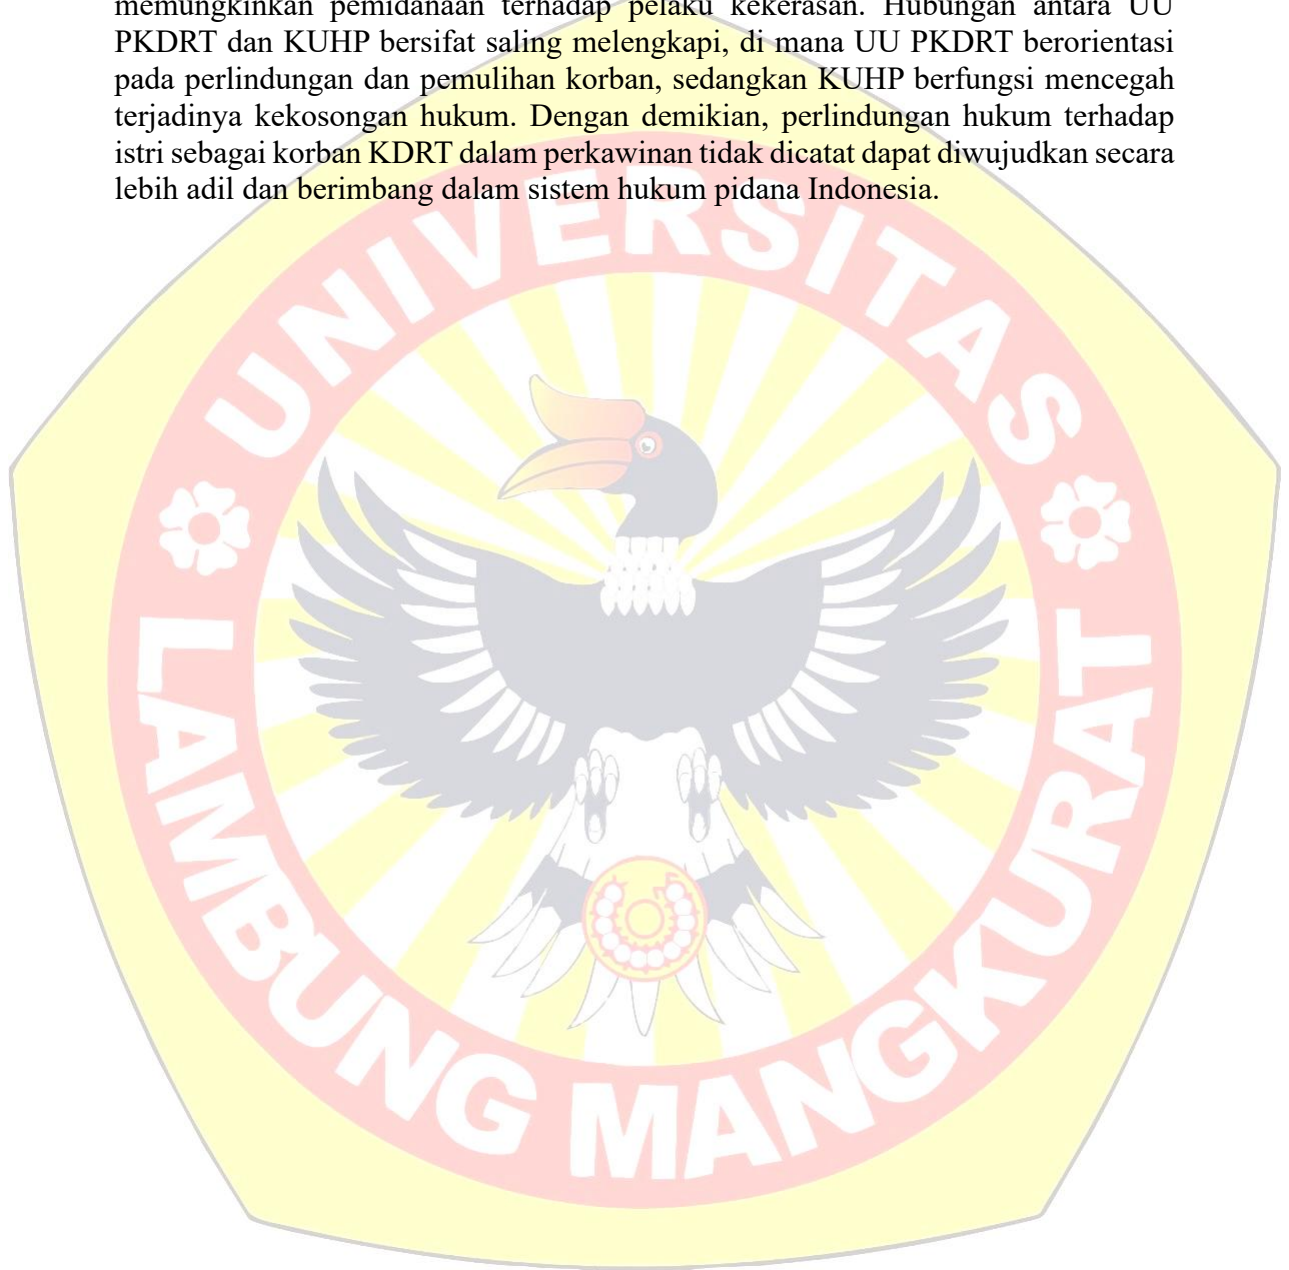 memungkinkan pemidanaan terhadap pelaku kekerasan. Hubungan antara UU
PKDRT dan KUHP bersifat saling melengkapi, di mana UU PKDRT berorientasi
pada perlindungan dan pemulihan korban, sedangkan KUHP berfungsi mencegah
terjadinya kekosongan hukum. Dengan demikian, perlindungan hukum terhadap
istri sebagai korban KDRT dalam perkawinan tidak dicatat dapat diwujudkan secara
lebih adil dan berimbang dalam sistem hukum pidana Indonesia.
UNIVERSITAS
LAMBUNG MANGKURAT